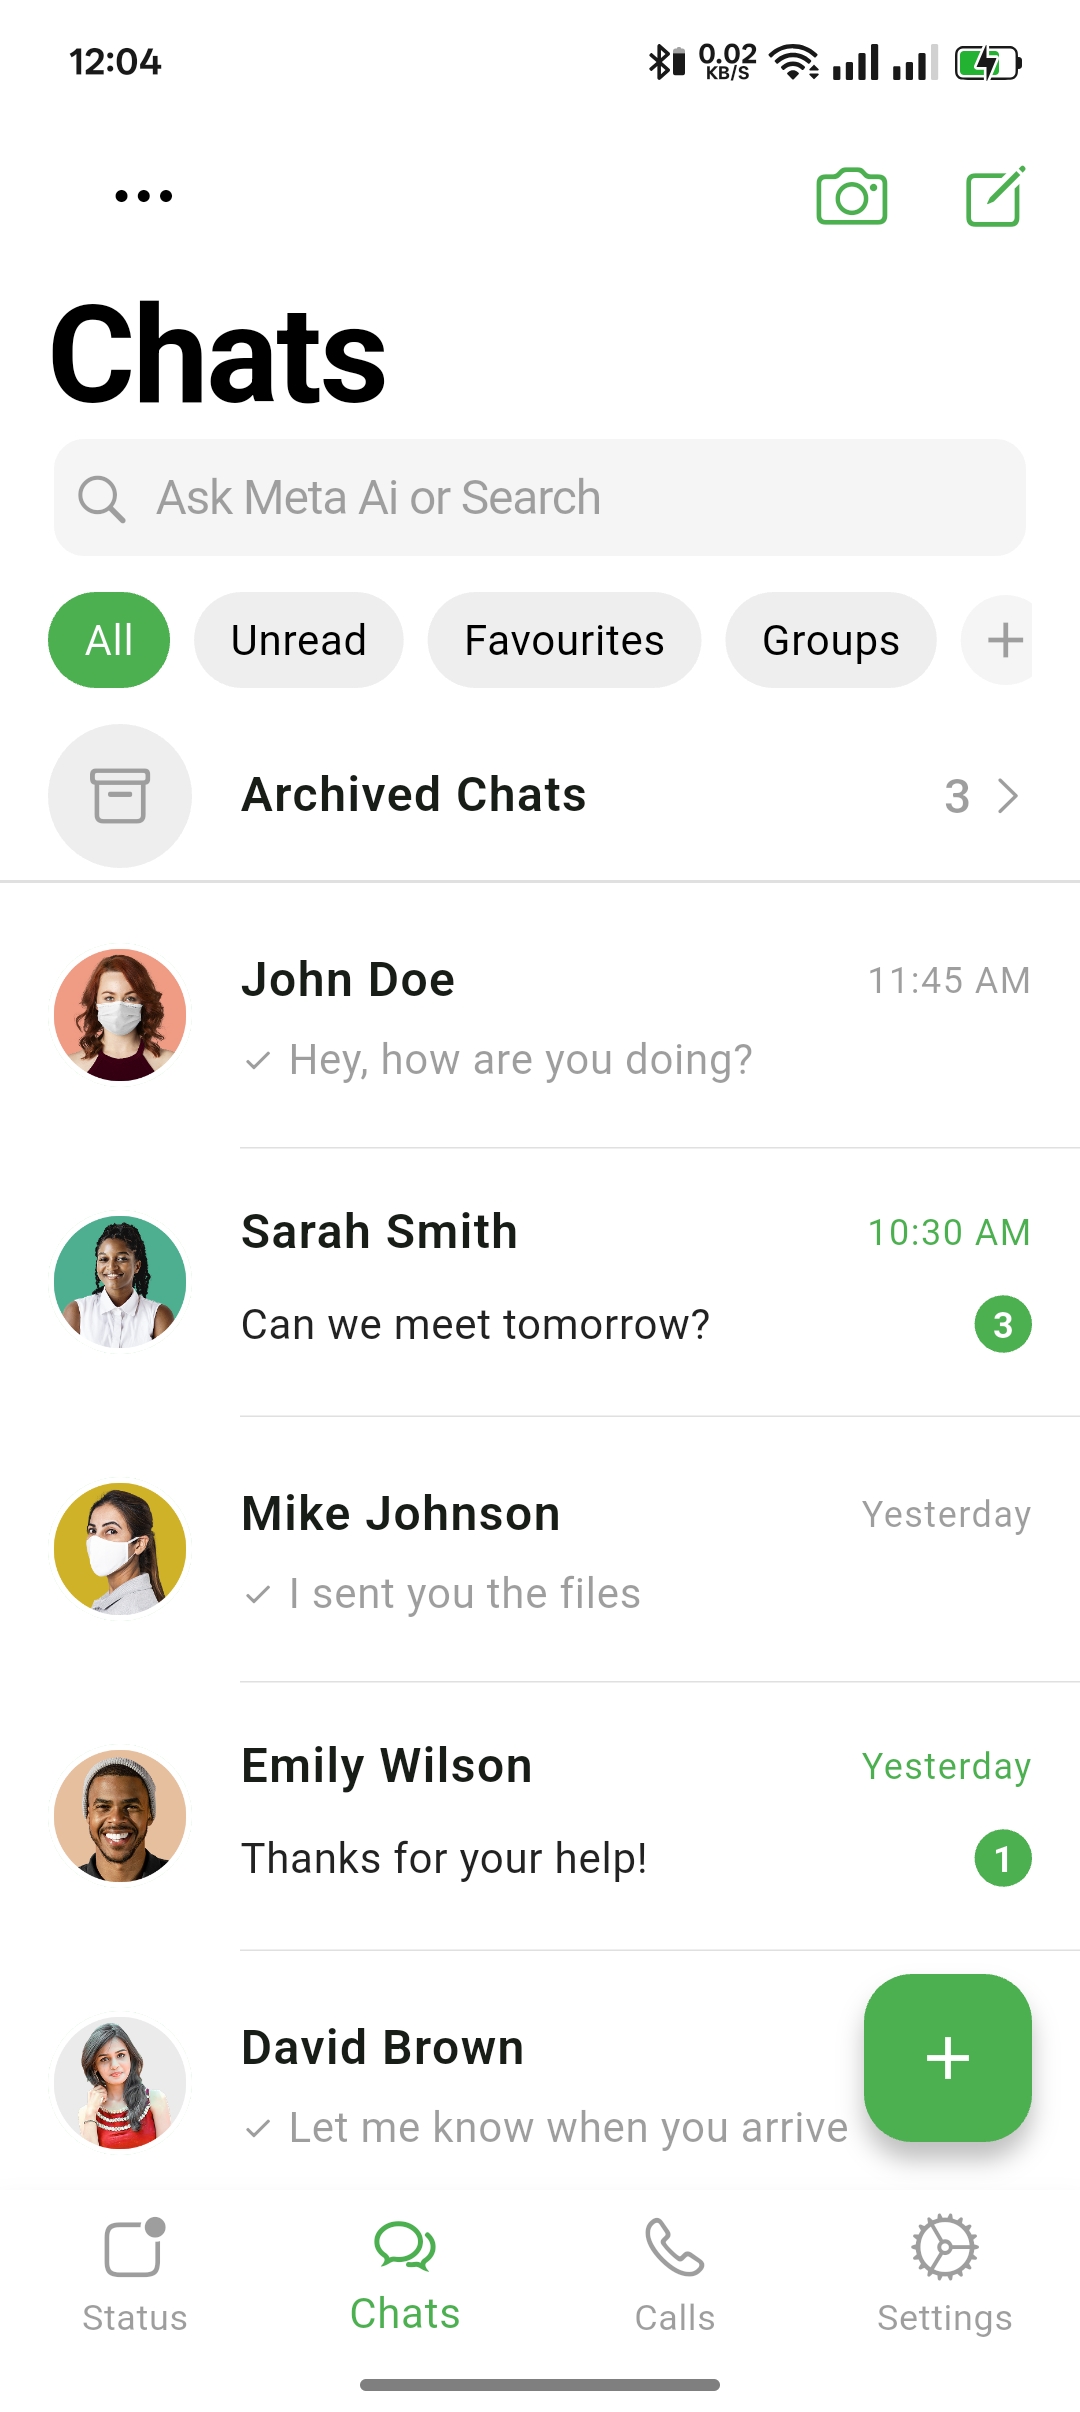 12:04
0.02
KB/S
Chats
Ask Meta Ai or Search
All
Unread
Favourites
Groups
Archived Chats
3
John Doe
11:45 AM
Hey, how are you doing?
Sarah Smith
10:30 AM
Can we meet tomorrow?
3
Mike Johnson
Yesterday
I sent you the files
Emily Wilson
Yesterday
Thanks for your help!
1
David Brown
Let me know when you arrive
Status
Chats
Calls
Settings